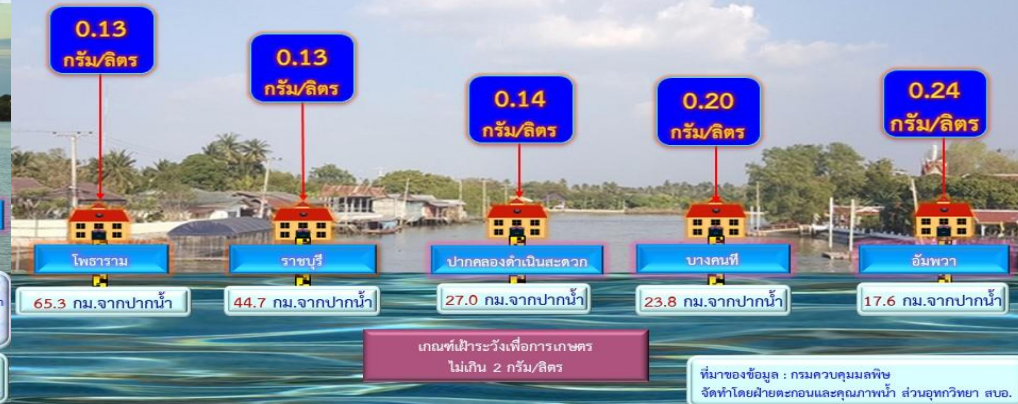 0.13
กรัม/ลิตร
0.13
กรัม/ลิตร
0.14
กรัม/ลิตร
0.20
กรัม/ลิตร
0.24
กรัม/ลิตร
โพธาราม
ราชบุรี
ปากคลองดำเนินสะดวก
บางคนที
อัมพวา
65.3 กม.จากปากน้ำ
44.7 กม.จากปากน้ำ
27.0 กม.จากปากน้ำ
23.8 กม.จากปากน้ำ
17.6 กม.จากปากน้ำ
เกณฑ์เฝ้าระวังเพื่อการเกษตร
ไม่เกิน 2 กรัม/ลิตร
ที่มาของข้อมูล : กรมควบคุมมลพิษ
จัดทำโดยฝ่ายตะกอนและคุณภาพน้ำ ส่วนอุทกวิทยา สบอ.